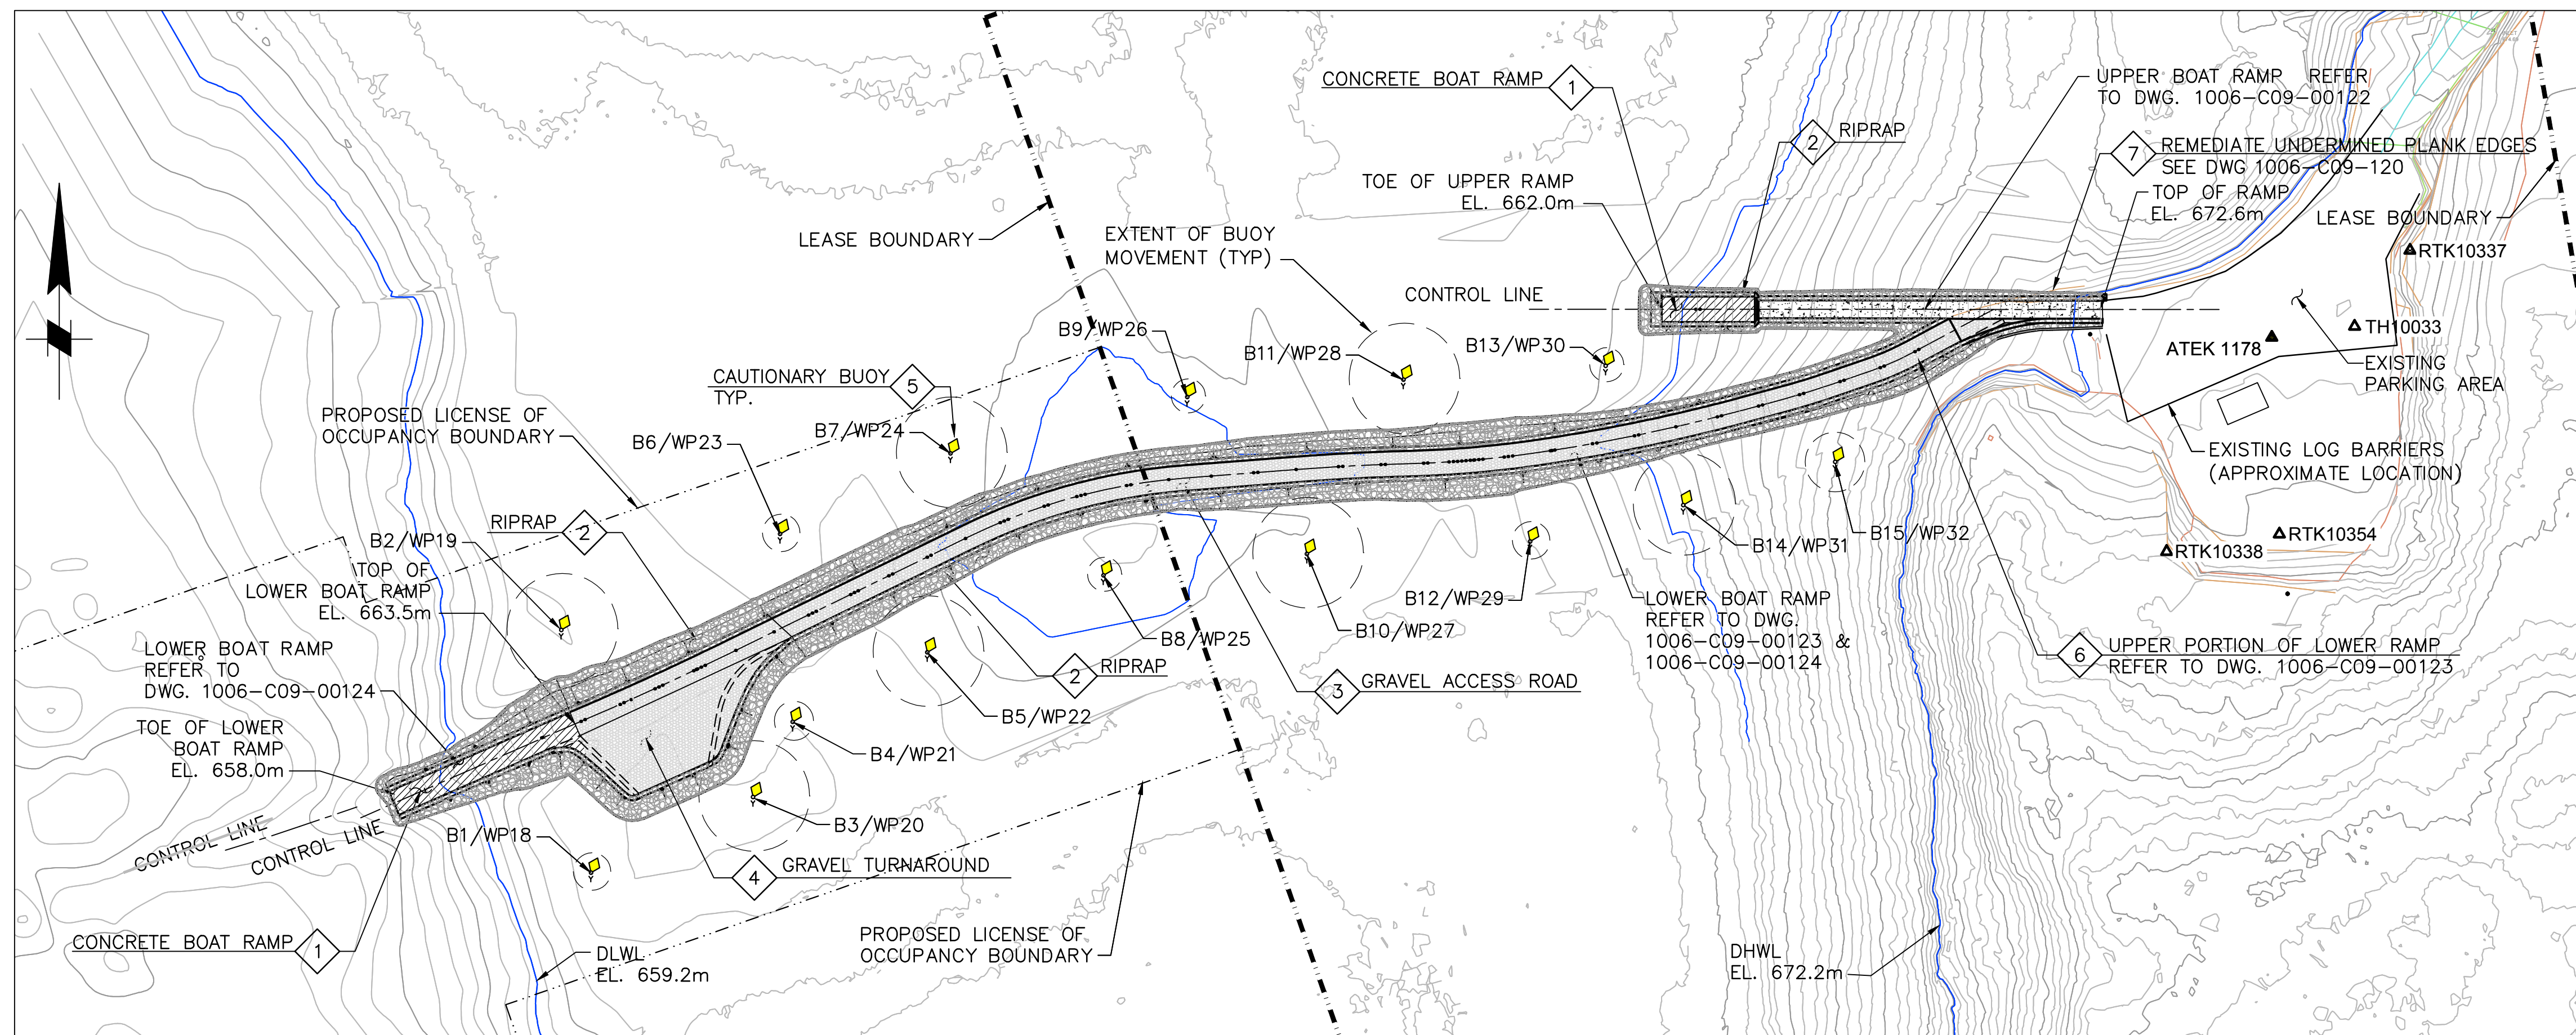 CONCRETE BOAT RAMP
1
UPPER BOAT RAMP REFER
TO DWG. 1006-C09-00122
2
RIPRAP
7
REMEDIATE UNDERMINED PLANK EDGES
SEE DWG 1006-C09-120
TOE OF UPPER RAMP
EL. 662.0m
TOP OF RAMP
EL. 672.6m
LEASE BOUNDARY
LEASE BOUNDARY
EXTENT OF BUOY
MOVEMENT (TYP)
RTK10337
CONTROL LINE
B9/WP26
B11/WP28
B13/WP30
TH10033
ATEK 1178
EXISTING
PARKING AREA
CAUTIONARY BUOY
TYP.
5
PROPOSED LICENSE OF
OCCUPANCY BOUNDARY
B7/WP24
B6/WP23
EXISTING LOG BARRIERS
(APPROXIMATE LOCATION)
RIPRAP
2
B2/WP19
B15/WP32
B14/WP31
RTK10354
RTK10338
TOP OF
LOWER BOAT RAMP
EL. 663.5m
B12/WP29
B10/WP27
B8/WP25
LOWER BOAT RAMP
REFER TO DWG.
1006-C09-00123 &
1006-C09-00124
6
UPPER PORTION OF LOWER RAMP
REFER TO DWG. 1006-C09-00123
LOWER BOAT RAMP
REFER TO
DWG. 1006-C09-00124
2
RIPRAP
3
GRAVEL ACCESS ROAD
B5/WP22
TOE OF LOWER
BOAT RAMP
EL. 658.0m
B4/WP21
B3/WP20
CONTROL LINE
CONTROL LINE
B1/WP18
4
GRAVEL TURNAROUND
CONCRETE BOAT RAMP
1
PROPOSED LICENSE OF
OCCUPANCY BOUNDARY
DLWL
EL. 659.2m
DHWL
EL. 672.2m